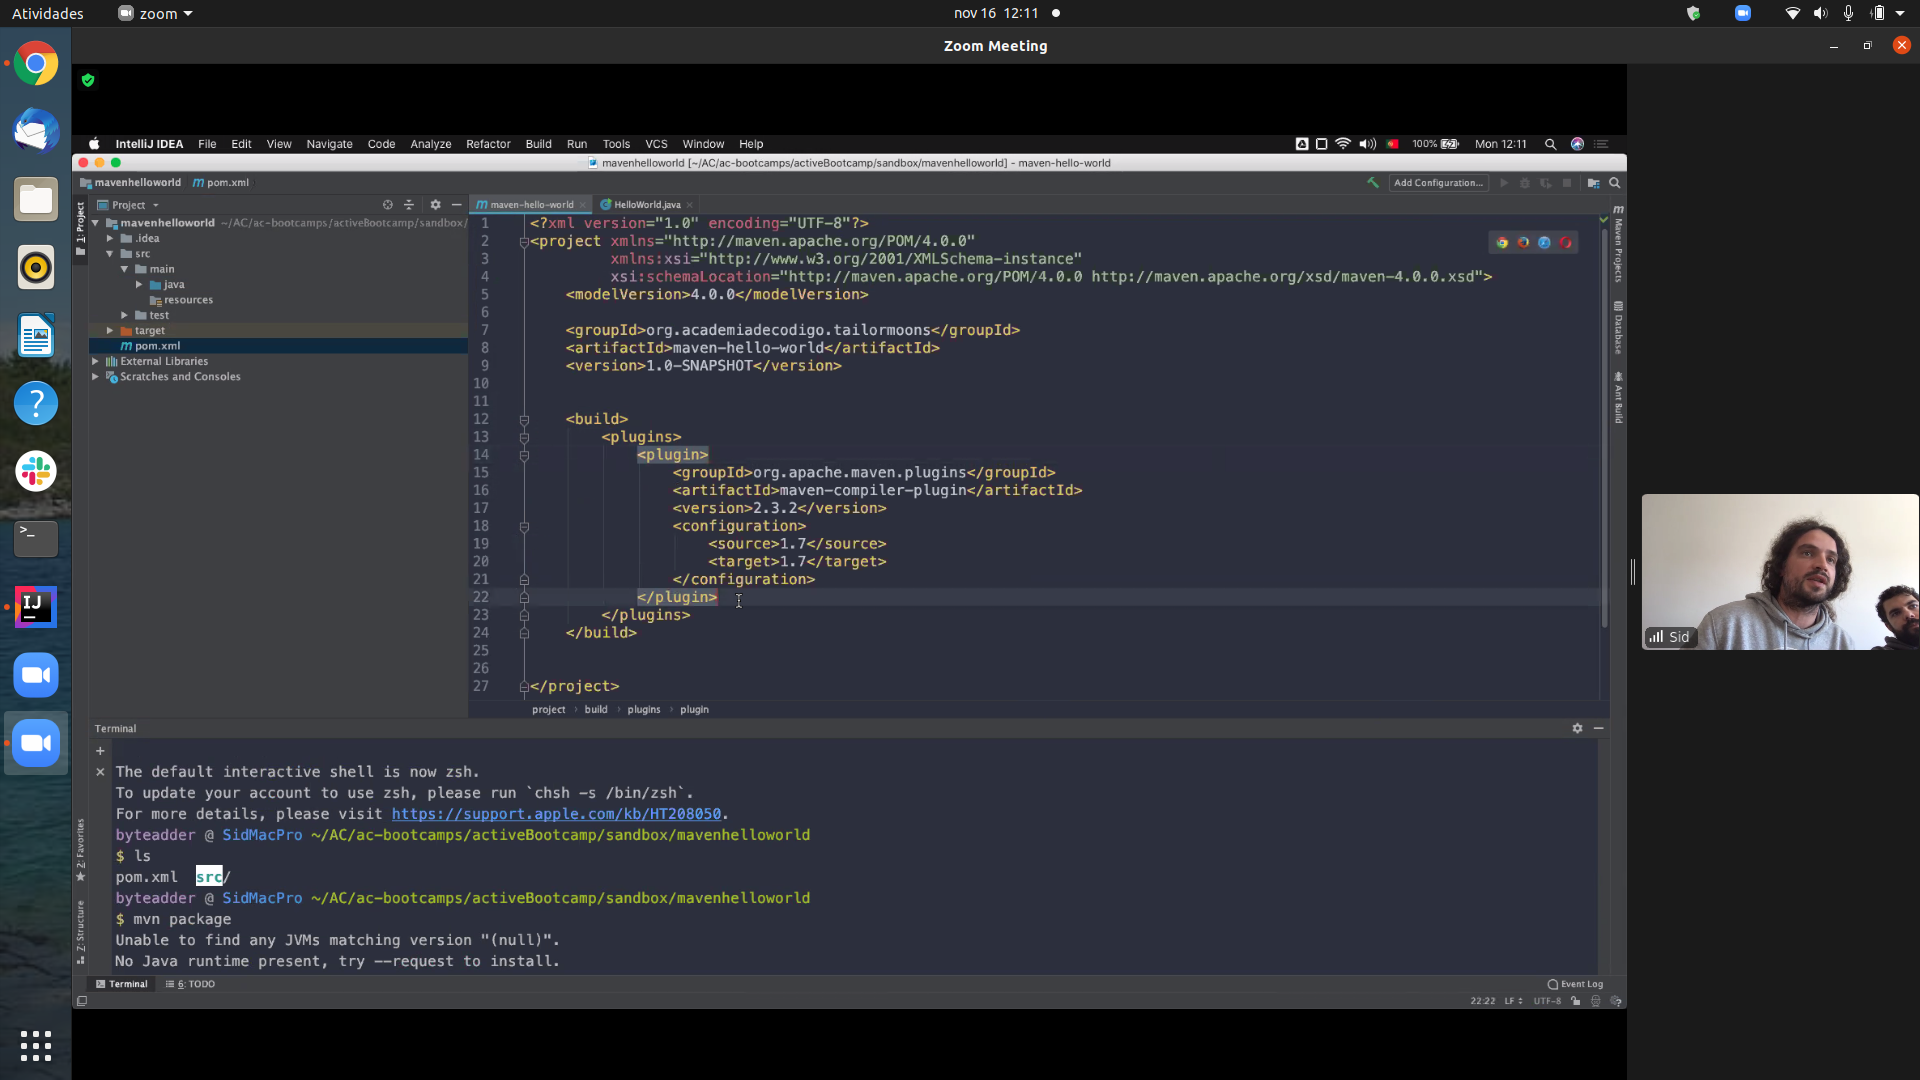 Atividades zoom nov 16 12:11
Zoom Meeting
IntelliJ IDEA File Edit View Navigate Code Analyze Refactor Build Run Tools VCS Window Help 100% Mon 12:11
mavenhelloworld [~/AC/ac-bootcamps/activeBootcamp/sandbox/mavenhelloworld] - maven-hello-world
mavenhelloworld pom.xml Add Configuration...
1: Project
Project
mavenhelloworld ~/AC/ac-bootcamps/activeBootcamp/sandbox/
.idea
src
main
java
resources
test
target
pom.xml
External Libraries
Scratches and Consoles
maven-hello-world HelloWorld.java
1 <?xml version="1.0" encoding="UTF-8"?>
2 <project xmlns="http://maven.apache.org/POM/4.0.0"
3 xmlns:xsi="http://www.w3.org/2001/XMLSchema-instance"
4 xsi:schemaLocation="http://maven.apache.org/POM/4.0.0 http://maven.apache.org/xsd/maven-4.0.0.xsd">
5 <modelVersion>4.0.0</modelVersion>
6
7 <groupId>org.academiadecodigo.tailormoons</groupId>
8 <artifactId>maven-hello-world</artifactId>
9 <version>1.0-SNAPSHOT</version>
10
11
12 <build>
13 <plugins>
14 <plugin>
15 <groupId>org.apache.maven.plugins</groupId>
16 <artifactId>maven-compiler-plugin</artifactId>
17 <version>2.3.2</version>
18 <configuration>
19 <source>1.7</source>
20 <target>1.7</target>
21 </configuration>
22 </plugin>
23 </plugins>
24 </build>
25
26
27 </project>
project › build › plugins › plugin
Maven Projects
Database
Ant Build
Terminal
The default interactive shell is now zsh.
To update your account to use zsh, please run `chsh -s /bin/zsh`.
For more details, please visit https://support.apple.com/kb/HT208050.
byteadder @ SidMacPro ~/AC/ac-bootcamps/activeBootcamp/sandbox/mavenhelloworld
$ ls
pom.xml src/
byteadder @ SidMacPro ~/AC/ac-bootcamps/activeBootcamp/sandbox/mavenhelloworld
$ mvn package
Unable to find any JVMs matching version "(null)".
No Java runtime present, try --request to install.
2: Favorites
Z: Structure
Terminal 6: TODO Event Log
22:22 LF UTF-8
Sid
IJ